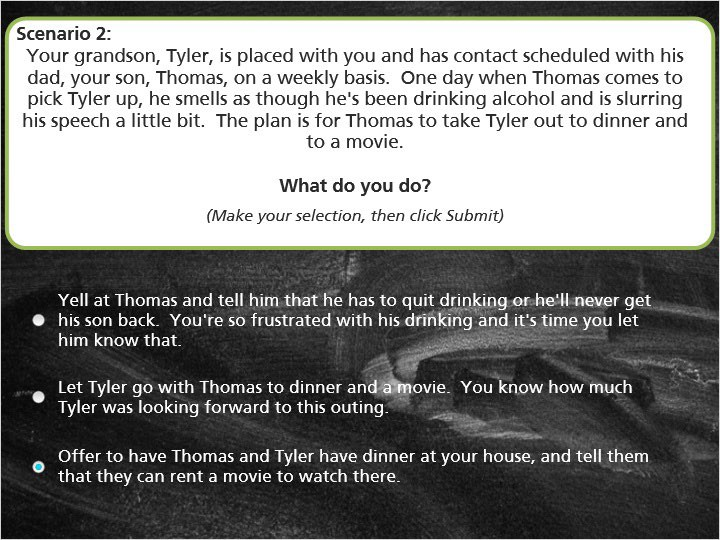 Scenario 2:
Your grandson, Tyler, is placed with you and has contact scheduled with his
dad, your son, Thomas, on a weekly basis.  One day when Thomas comes to
pick Tyler up, he smells as though he's been drinking alcohol and is slurring
his speech a little bit.  The plan is for Thomas to take Tyler out to dinner and
to a movie.
What do you do?
(Make your selection, then click Submit)
Yell at Thomas and tell him that he has to quit drinking or he'll never get
his son back.  You're so frustrated with his drinking and it's time you let
him know that.
Let Tyler go with Thomas to dinner and a movie.  You know how much
Tyler was looking forward to this outing.
Offer to have Thomas and Tyler have dinner at your house, and tell them
that they can rent a movie to watch there.